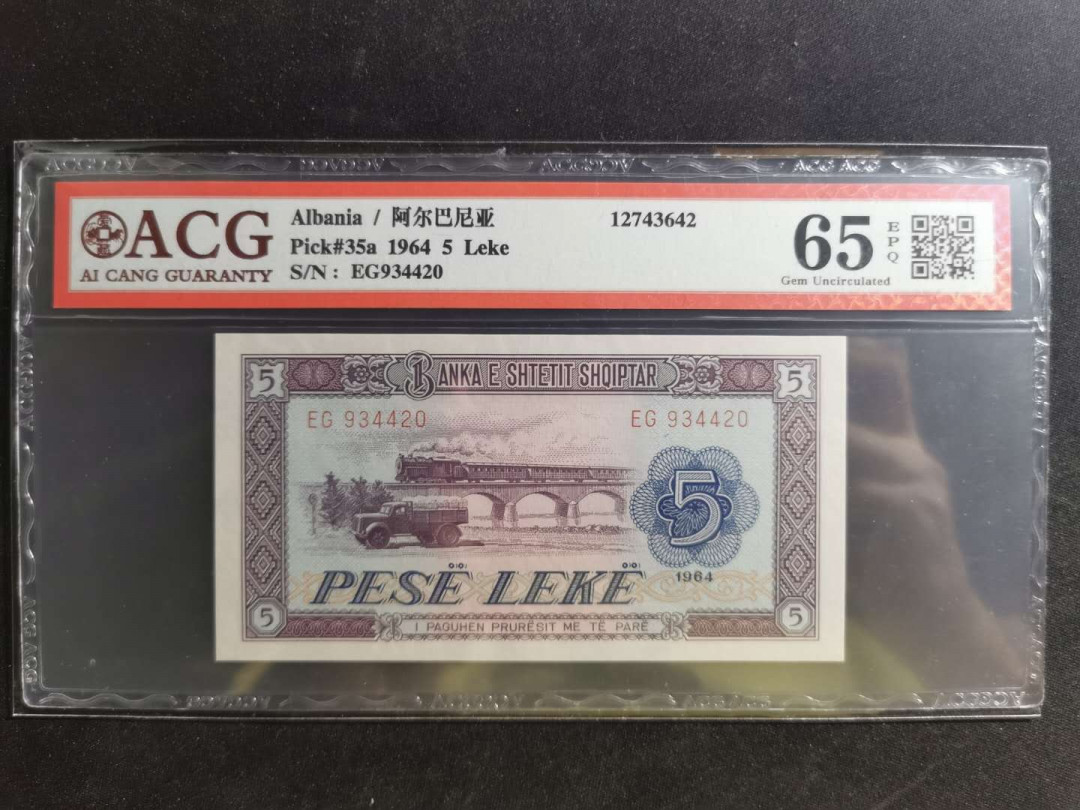 ACG
AI CANG GUARANTY
Albania / 阿尔巴尼亚
Pick#35a 1964 5 Leke
S/N: EG934420
12743642
65
EPQ
Gem Uncirculated
5 BANKA E SHTETIT SHQIPTAR 5
EG 934420 EG 934420
5
PESË LEKË 1964
5 I PAGUHEN PRURËSIT ME TË PARË 5